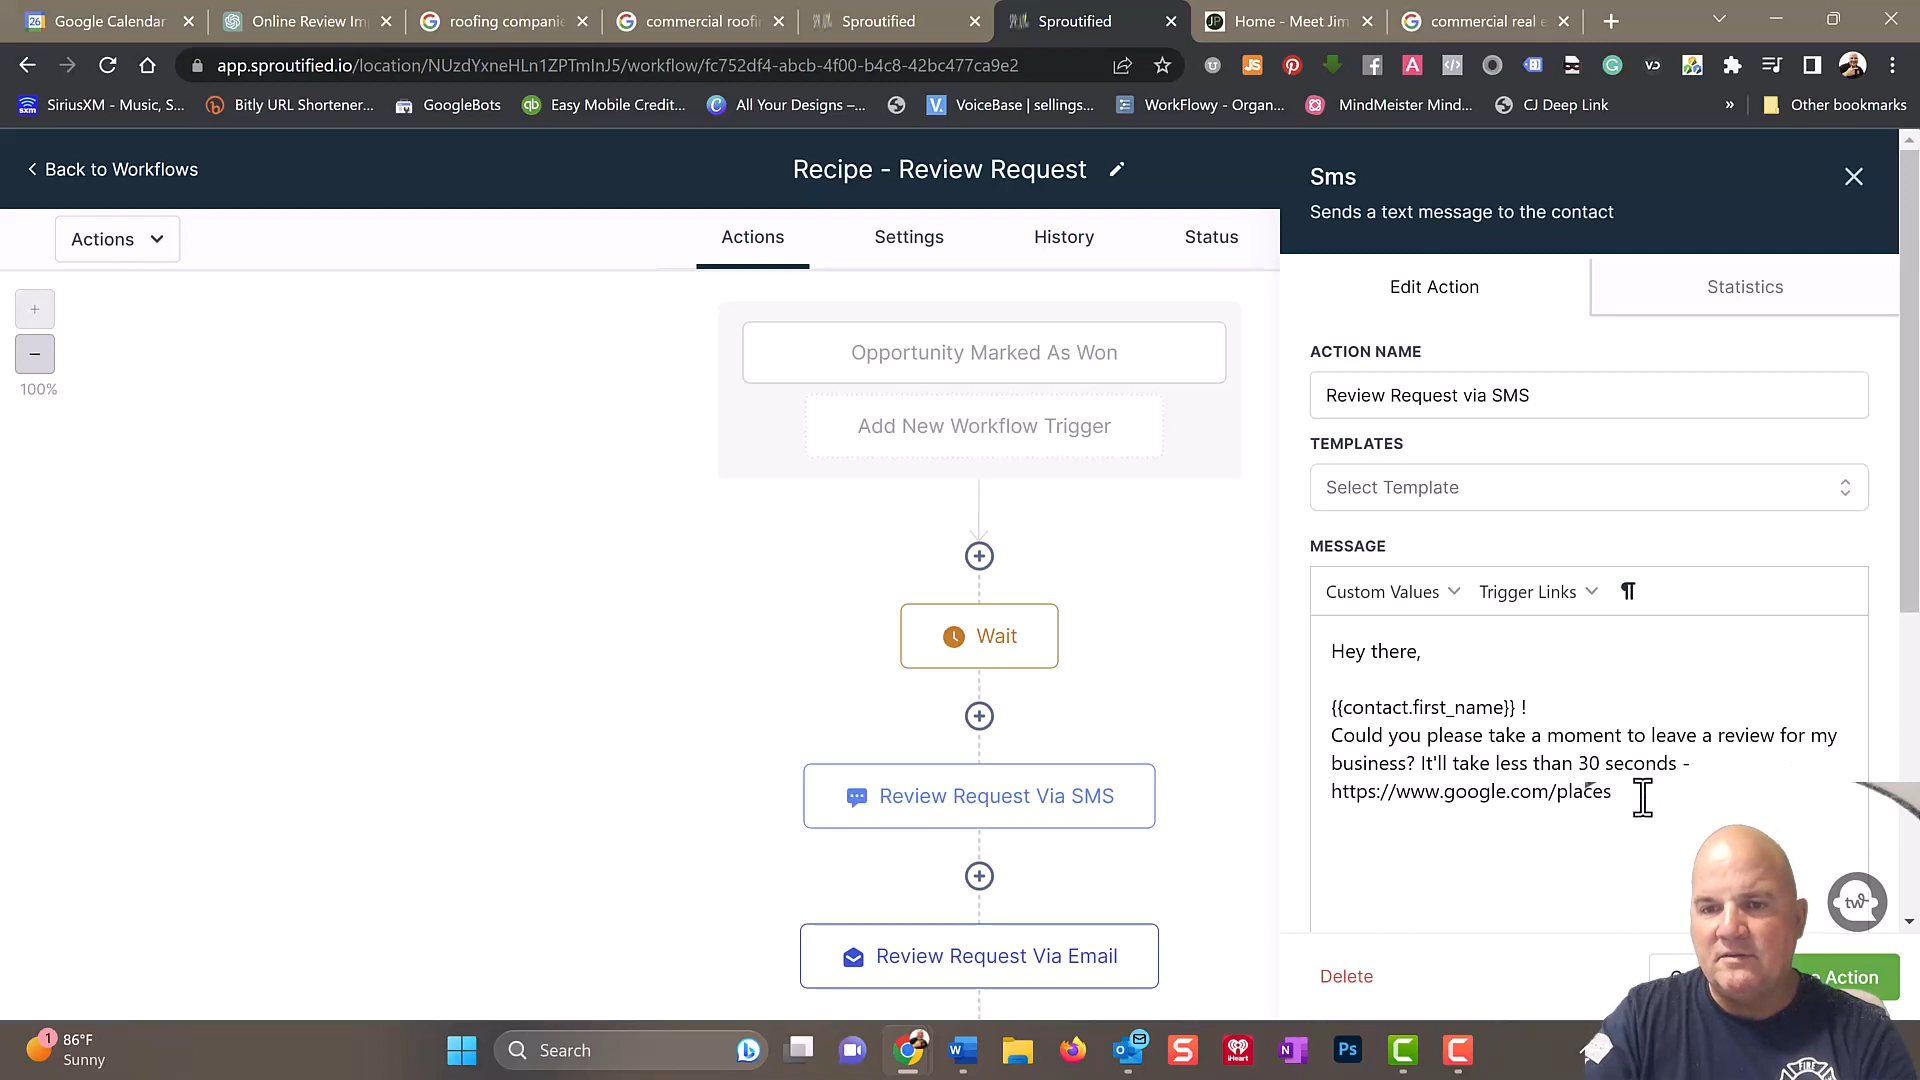 Google Calendar
Online Review Im
roofing companie
commercial roofi
Sproutified
Sproutified
Home - Meet Jim
commercial real e
app.sproutified.io/location/NUzdYxneHLn1ZPTmInJ5/workflow/fc752df4-abcb-4f00-b4c8-42bc477ca9e2
SiriusXM - Music, S...
Bitly URL Shortener...
GoogleBots
Easy Mobile Credit...
All Your Designs –...
VoiceBase | sellings...
WorkFlowy - Organ...
MindMeister Mind...
CJ Deep Link
»
Other bookmarks
Back to Workflows
Recipe - Review Request
Sms
Sends a text message to the contact
Actions
Actions
Settings
History
Status
Edit Action
Statistics
+
−
100%
Opportunity Marked As Won
Add New Workflow Trigger
Wait
Review Request Via SMS
Review Request Via Email
ACTION NAME
Review Request via SMS
TEMPLATES
Select Template
MESSAGE
Custom Values
Trigger Links
¶
Hey there,
{{contact.first_name}} !
Could you please take a moment to leave a review for my
business? It'll take less than 30 seconds -
https://www.google.com/places
Delete
Action
FIRE
1
86°F
Sunny
Search